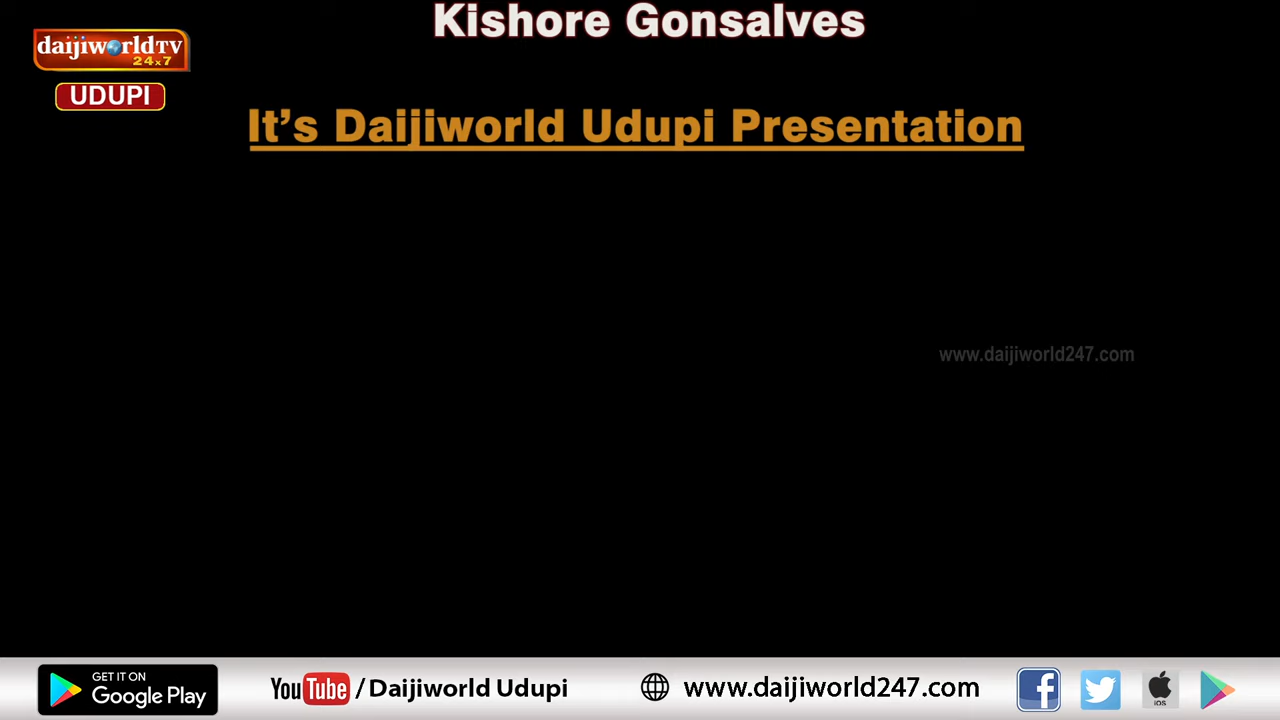 Kishore Gonsalves
daijiworldTV
24x7
UDUPI
It’s Daijiworld Udupi Presentation
www.daijiworld247.com
GET IT ON
Google Play
YouTube / Daijiworld Udupi
www.daijiworld247.com
f
iOS